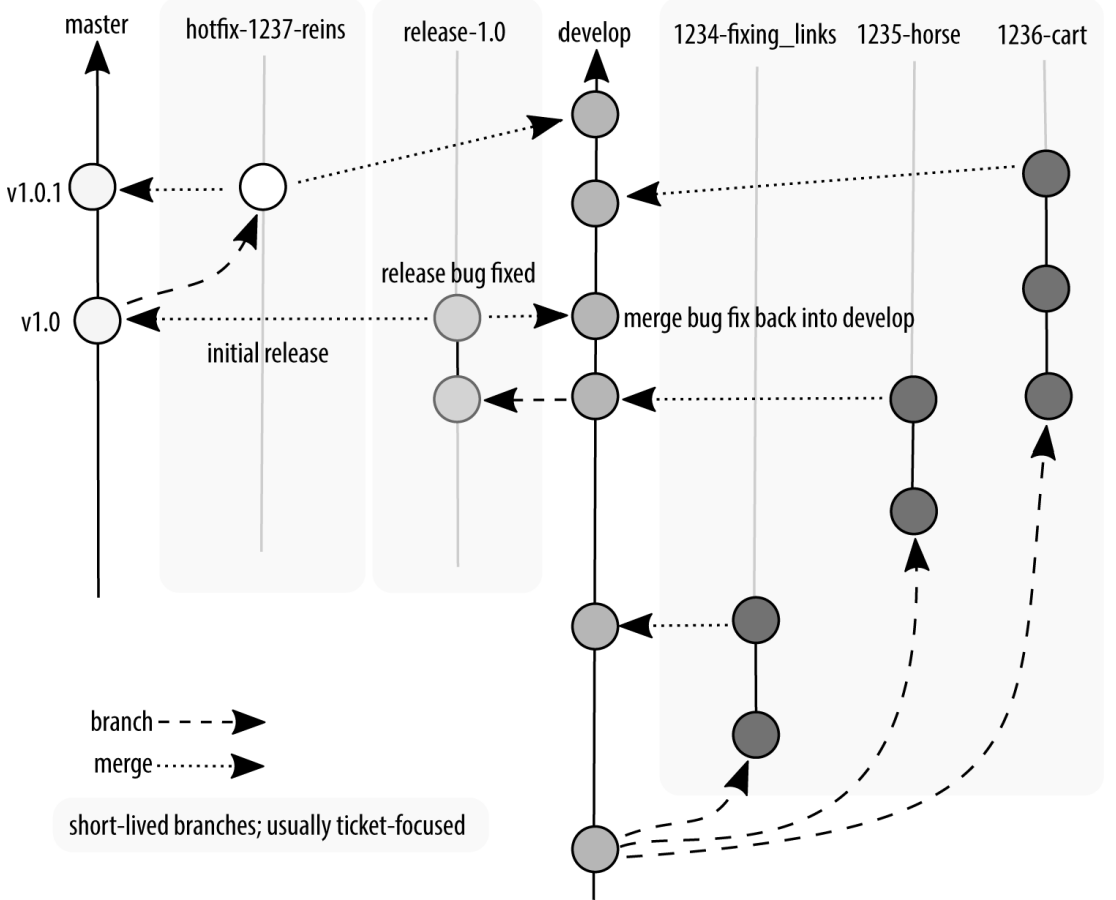 master
hotfix-1237-reins
release-1.0
develop
1234-fixing_links
1235-horse
1236-cart
v1.0.1
release bug fixed
v1.0
merge bug fix back into develop
initial release
branch
merge
short-lived branches; usually ticket-focused